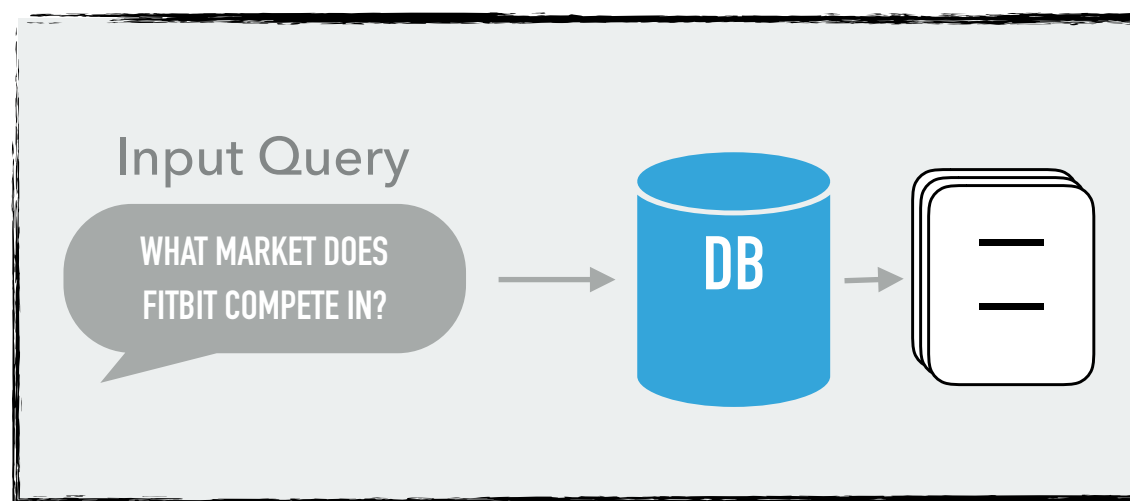 Input Query
WHAT MARKET DOES
FITBIT COMPETE IN?
DB